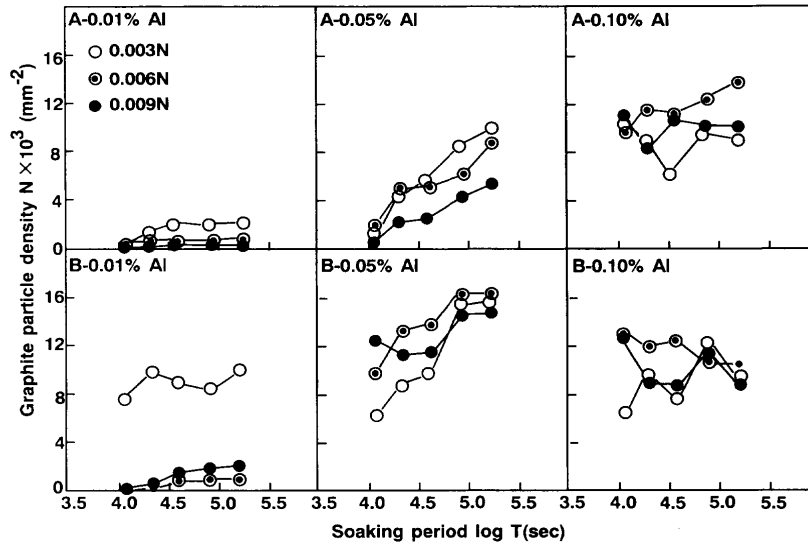 A-0.01% Al
A-0.05% Al
A-0.10% Al
0.003N
0.006N
0.009N
16
12
8
4
0
B-0.01% Al
B-0.05% Al
B-0.10% Al
16
12
8
4
0
3.5 4.0 4.5 5.0 5.5
3.5 4.0 4.5 5.0 5.5
3.5 4.0 4.5 5.0 5.5
Graphite particle density N ×10³ (mm⁻²)
Soaking period log T(sec)